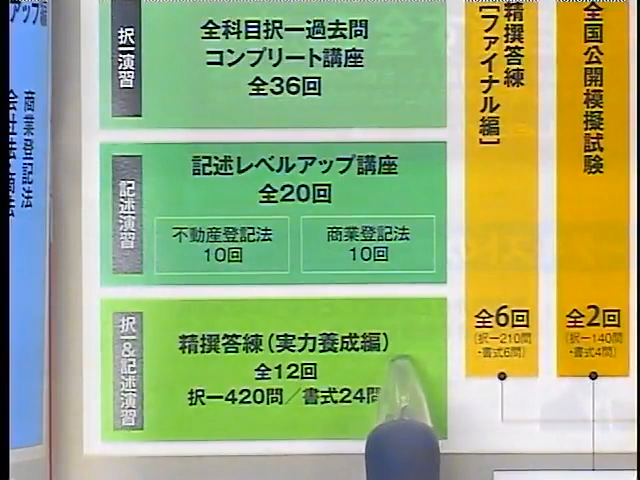 択一演習
全科目択一過去問
コンプリート講座
全36回
記述演習
記述レベルアップ講座
全20回
不動産登記法
10回
商業登記法
10回
択一&記述演習
精撰答練（実力養成編）
全12回
択一420問／書式24問
精撰答練
［ファイナル編］
全6回
（択一210問
・書式6問）
全国公開模擬試験
全2回
（択一140問
・書式4問）
商業登記法